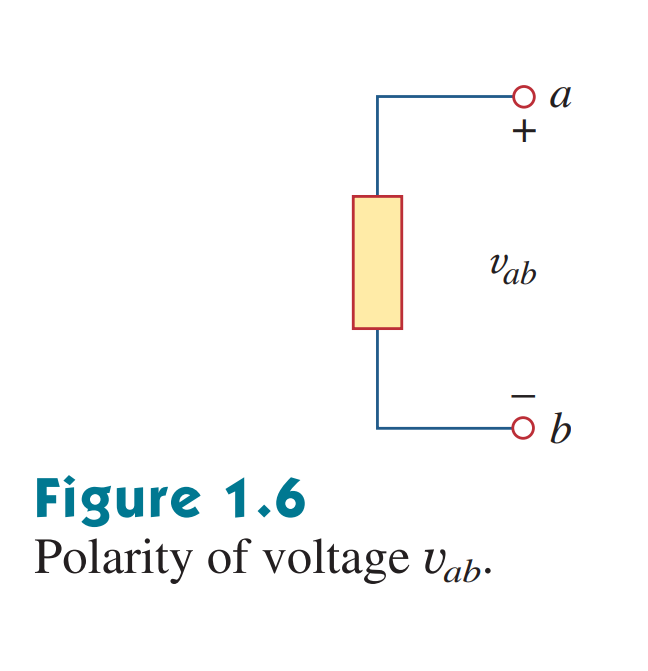 a
+
v_ab
−
b
Figure 1.6
Polarity of voltage v_ab.